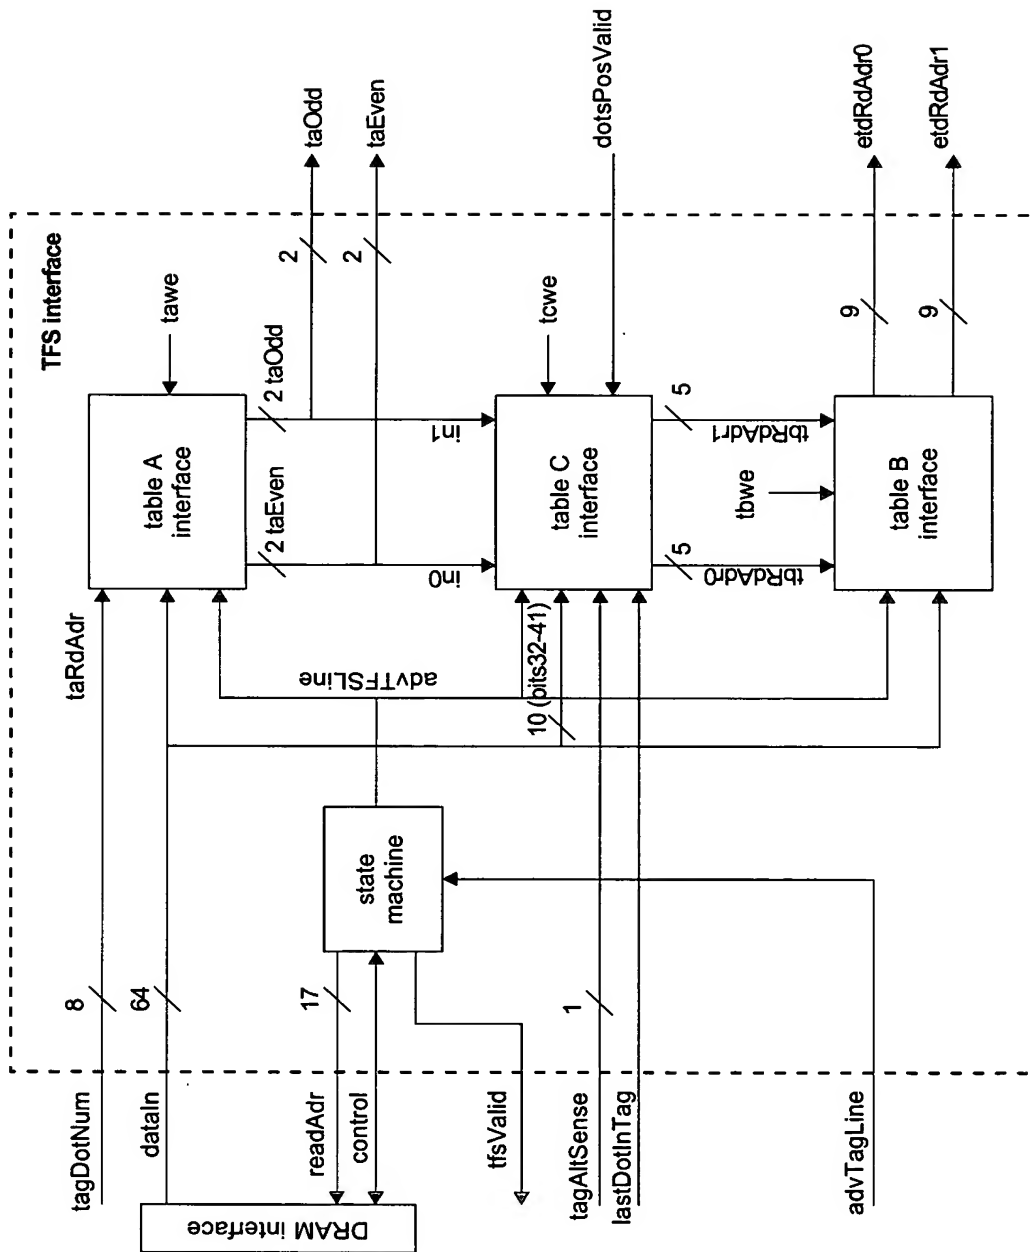 TFS interface
tagDotNum
8
taRdAdr
dataIn
64
table A
interface
tawe
2 taEven
2 taOdd
2
taOdd
2
taEven
DRAM interface
readAdr
17
control
tfsValid
state
machine
advTFSLine
10 (bits32-41)
in0
in1
table C
interface
tcwe
dotsPosValid
tagAltSense
1
lastDotInTag
5
tbRdAdr0
5
tbRdAdr1
tbwe
table B
interface
9
etdRdAdr0
9
etdRdAdr1
advTagLine